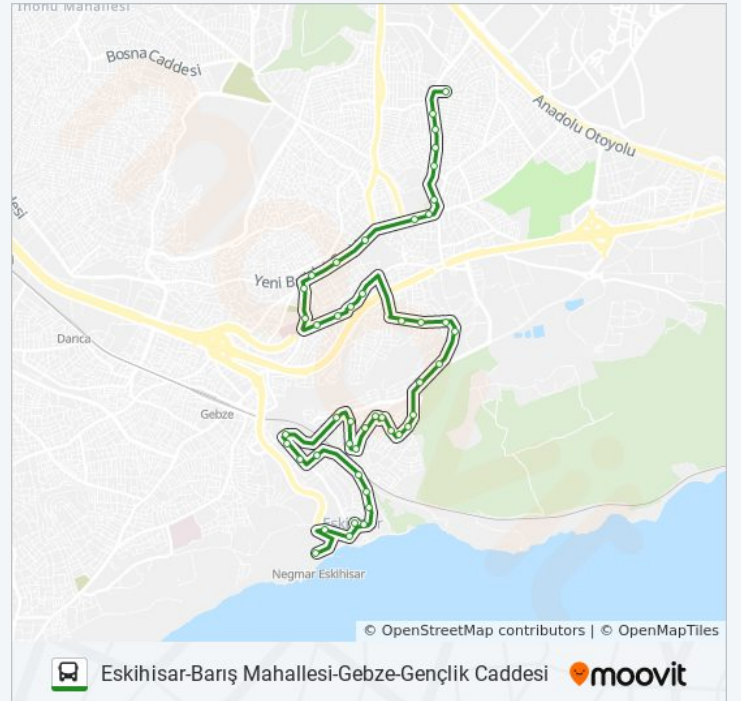 İnönü Mahallesi
Bosna Caddesi
Anadolu Otoyolu
Yeni
Darıca
Gebze
Eskihisar
Negmar Eskihisar
© OpenStreetMap contributors | © OpenMapTiles
Eskihisar-Barış Mahallesi-Gebze-Gençlik Caddesi
moovit